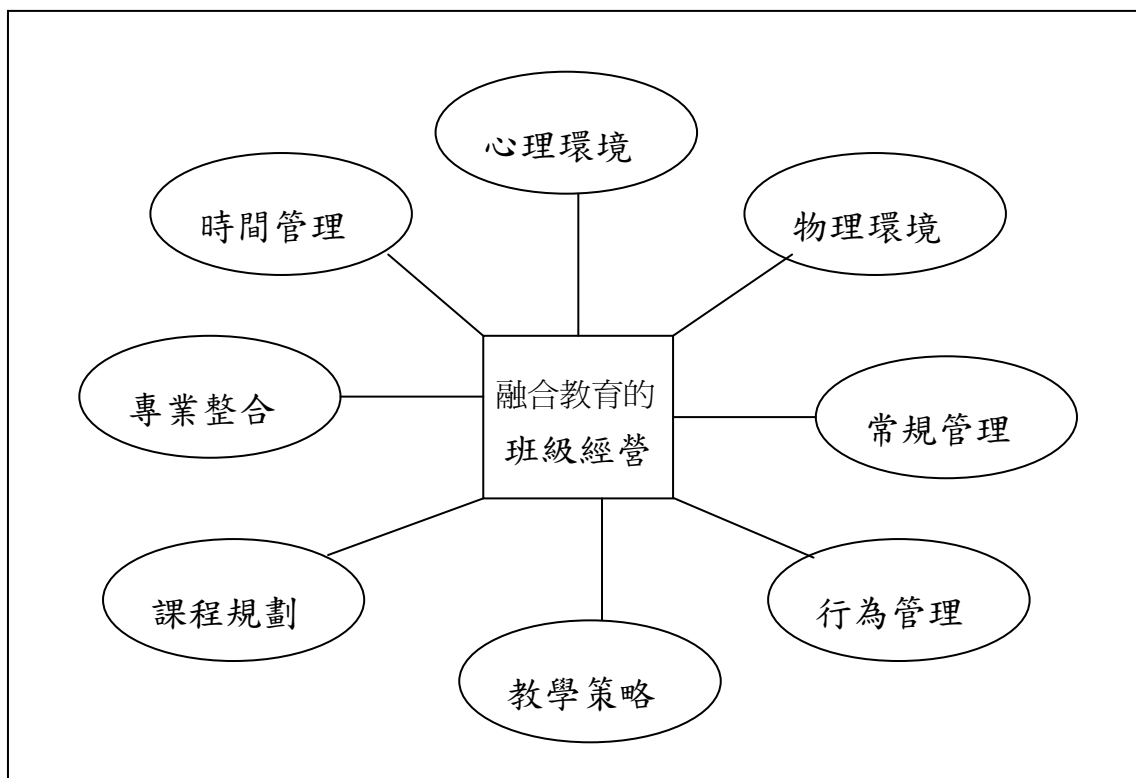 心理環境
時間管理
物理環境
專業整合
融合教育的
班級經營
常規管理
課程規劃
行為管理
教學策略